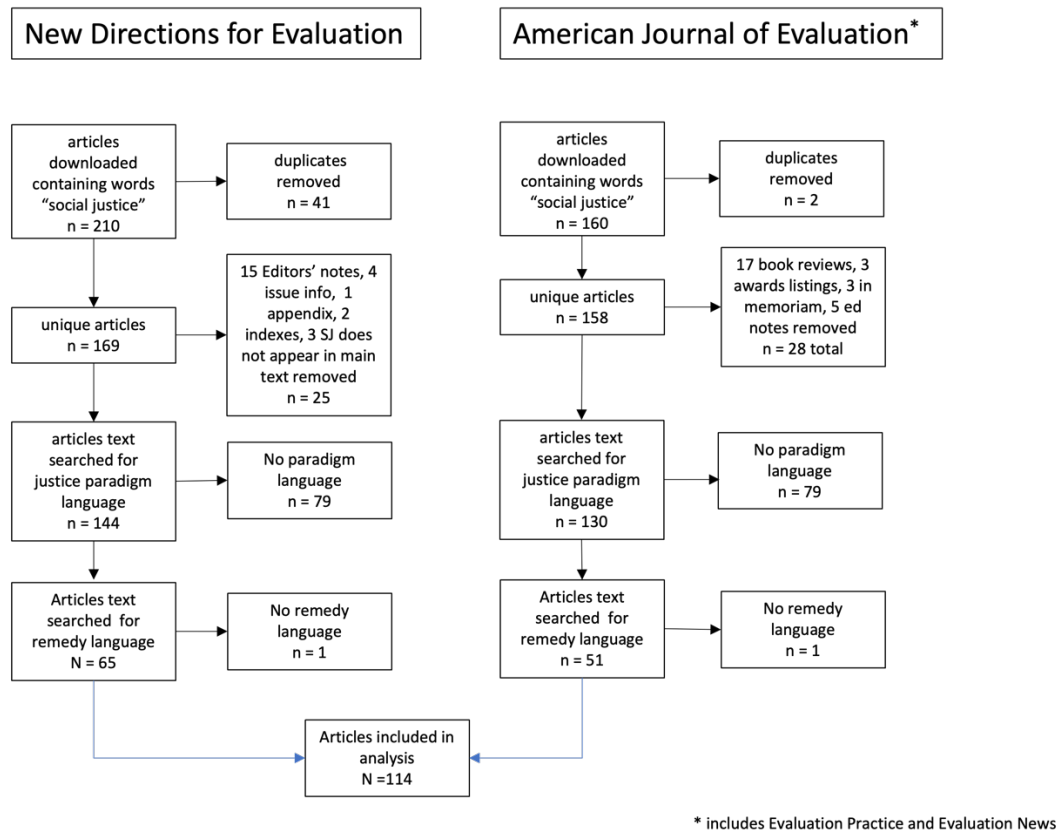 New Directions for Evaluation
articles
downloaded
containing words
“social justice”
n = 210
duplicates
removed
n = 41
15 Editors’ notes, 4
issue info, 1
appendix, 2
indexes, 3 SJ does
not appear in main
text removed
n = 25
unique articles
n = 169
articles text
searched for
justice paradigm
language
n = 144
No paradigm
language
n = 79
Articles text
searched for
remedy language
N = 65
No remedy
language
n = 1
American Journal of Evaluation*
articles
downloaded
containing words
“social justice”
n = 160
duplicates
removed
n = 2
unique articles
n = 158
17 book reviews, 3
awards listings, 3 in
memoriam, 5 ed
notes removed
n = 28 total
articles text
searched for
justice paradigm
language
n = 130
No paradigm
language
n = 79
Articles text
searched for
remedy language
n = 51
No remedy
language
n = 1
Articles included in
analysis
N =114
* includes Evaluation Practice and Evaluation News